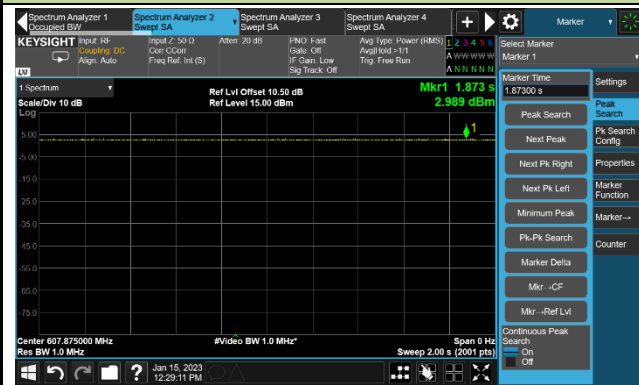 Spectrum Analyzer 1
Occupied BW
Spectrum Analyzer 2
Swept SA
Spectrum Analyzer 3
Swept SA
Spectrum Analyzer 4
Swept SA
Marker
KEYSIGHT
Input: RF
Coupling: DC
Align: Auto
Input Z: 50 Ω
Corr CCorr
Freq Ref: Int (S)
Atten: 20 dB
PNO: Fast
Gate: Off
IF Gain: Low
Sig Track: Off
Avg Type: Power (RMS)
Avg|Hold:>1/1
Trig: Free Run
1 2 3 4 5 6
A W W W W W
A N N N N N
LXI
Select Marker
Marker 1
1 Spectrum
Scale/Div 10 dB
Log
Ref Lvl Offset 10.50 dB
Ref Level 15.00 dBm
Mkr1 1.873 s
2.989 dBm
1
5.00
-5.00
-15.0
-25.0
-35.0
-45.0
-55.0
-65.0
-75.0
Center 607.875000 MHz
Res BW 1.0 MHz
#Video BW 1.0 MHz*
Span 0 Hz
Sweep 2.00 s (2001 pts)
Marker Time
1.87300 s
Peak Search
Next Peak
Next Pk Right
Next Pk Left
Minimum Peak
Pk-Pk Search
Marker Delta
Mkr→CF
Mkr→Ref Lvl
Continuous Peak
Search
On
Off
Settings
Peak
Search
Pk Search
Config
Properties
Marker
Function
Marker→
Counter
?
Jan 15, 2023
12:29:11 PM